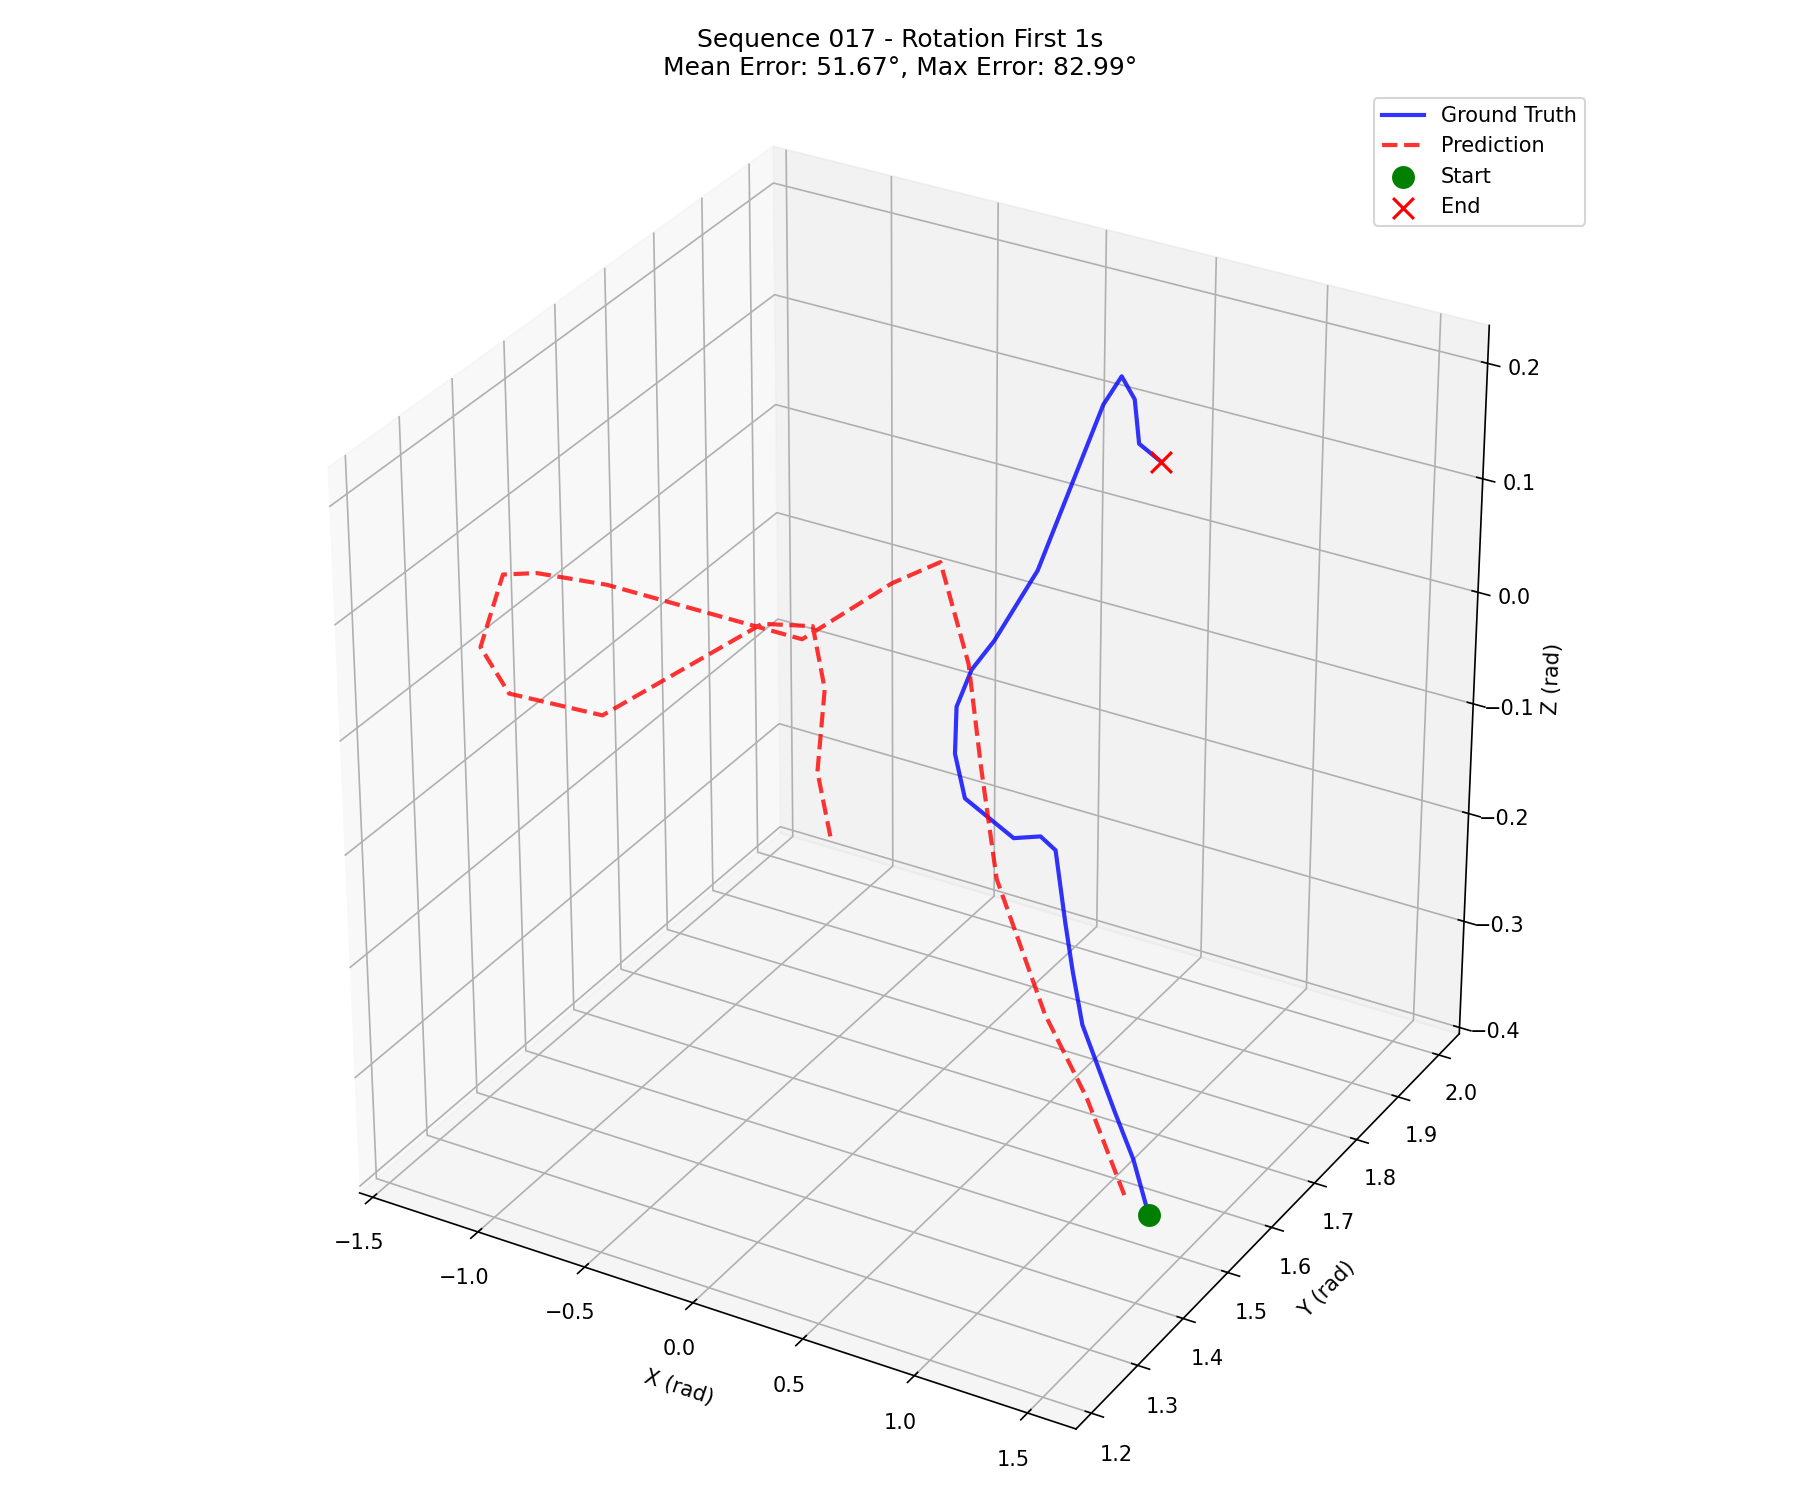 Sequence 017 - Rotation First 1s
Mean Error: 51.67°, Max Error: 82.99°
Ground Truth
Prediction
Start
End
0.2
0.1
0.0
−0.1
−0.2
−0.3
−0.4
Z (rad)
2.0
1.9
1.8
1.7
1.6
1.5
1.4
1.3
1.2
Y (rad)
−1.5
−1.0
−0.5
0.0
0.5
1.0
1.5
X (rad)